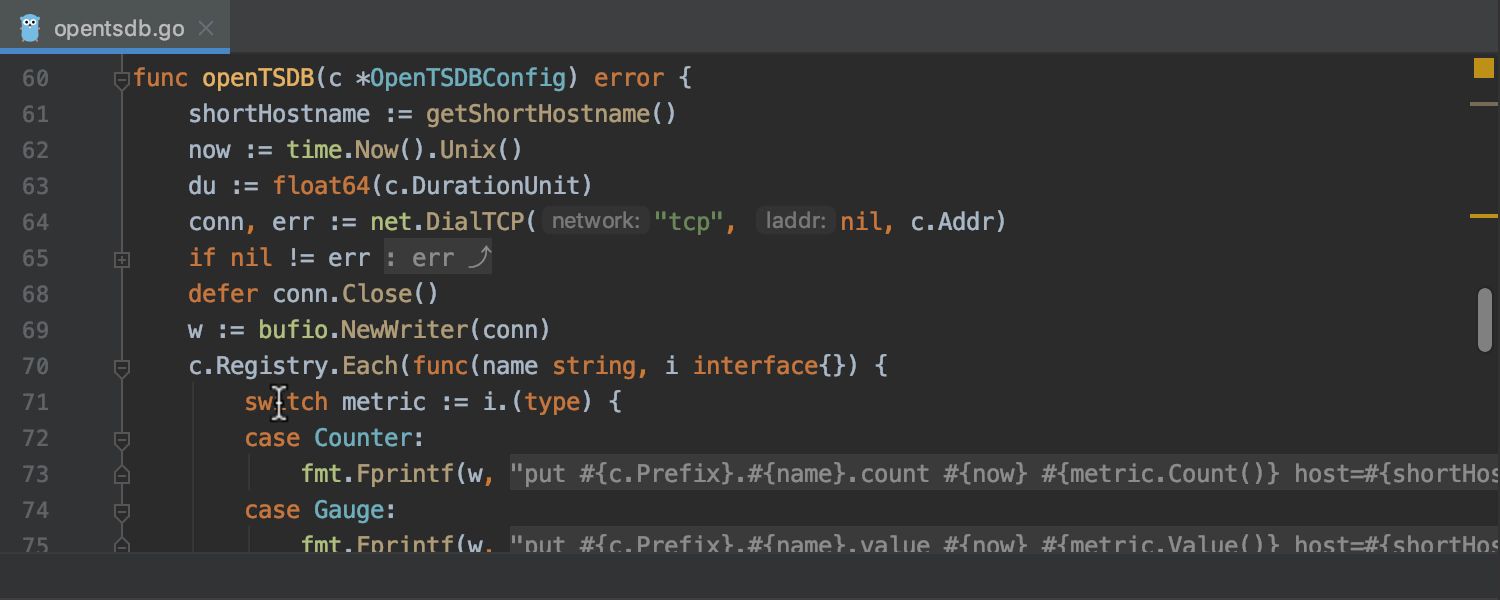 opentsdb.go
60 func openTSDB(c *OpenTSDBConfig) error {
61 shortHostname := getShortHostname()
62 now := time.Now().Unix()
63 du := float64(c.DurationUnit)
64 conn, err := net.DialTCP( network: "tcp", laddr: nil, c.Addr)
65 if nil != err : err ⤴
68 defer conn.Close()
69 w := bufio.NewWriter(conn)
70 c.Registry.Each(func(name string, i interface{}) {
71 switch metric := i.(type) {
72 case Counter:
73 fmt.Fprintf(w, "put #{c.Prefix}.#{name}.count #{now} #{metric.Count()} host=#{shortHos
74 case Gauge:
75 fmt.Fprintf(w, "put #{c.Prefix}.#{name}.value #{now} #{metric.Value()} host=#{shortHos